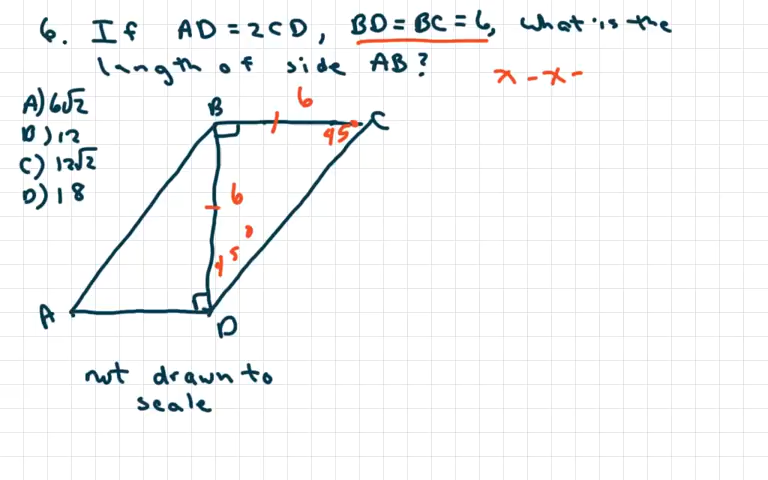 6. If AD = 2CD, BD = BC = 6, what is the
length of side AB?
x - x -
A) 6√2
B) 12
C) 12√2
D) 18
B
6
C
45°
6
45°
A
D
not drawn to
scale